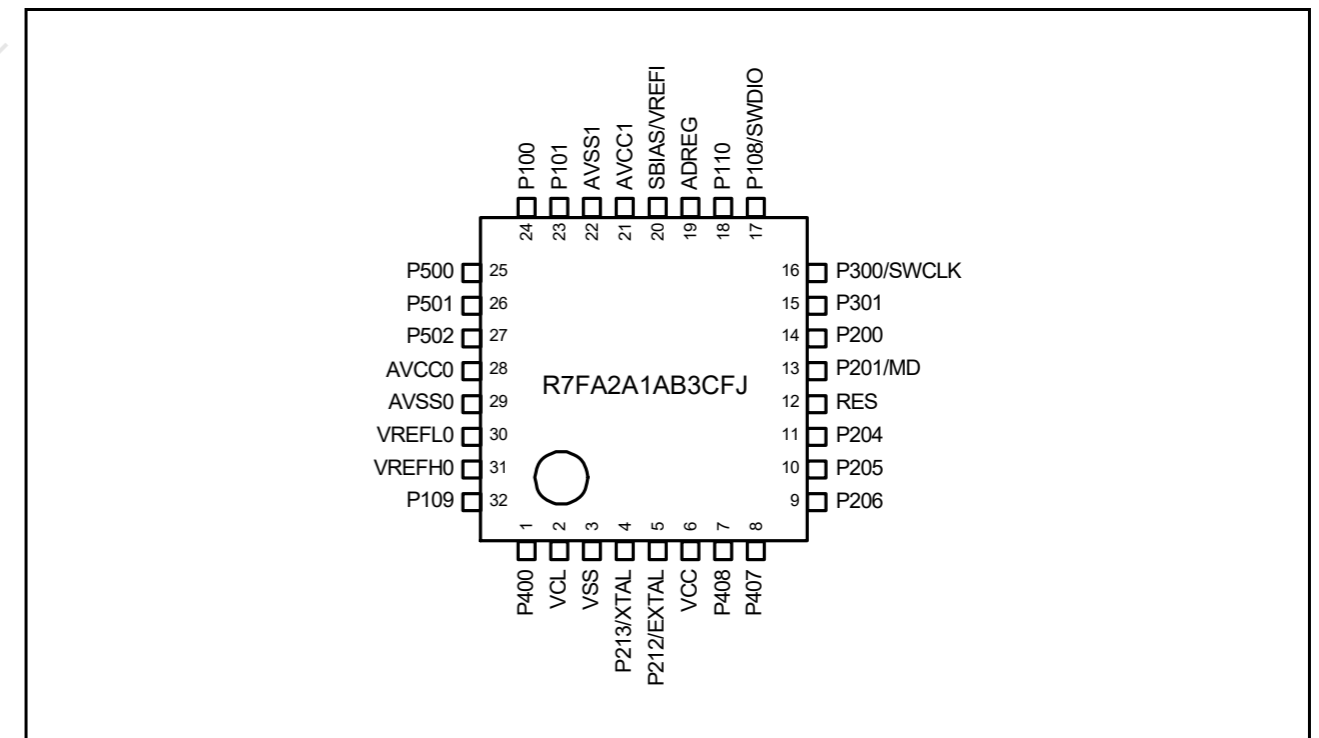 P100
P101
AVSS1
AVCC1
SBIAS/VREFI
ADREG
P110
P108/SWDIO
24
23
22
21
20
19
18
17
P500 25
P501 26
P502 27
AVCC0 28
AVSS0 29
VREFL0 30
VREFH0 31
P109 32
R7FA2A1AB3CFJ
16 P300/SWCLK
15 P301
14 P200
13 P201/MD
12 RES
11 P204
10 P205
9 P206
1
2
3
4
5
6
7
8
P400
VCL
VSS
P213/XTAL
P212/EXTAL
VCC
P408
P407